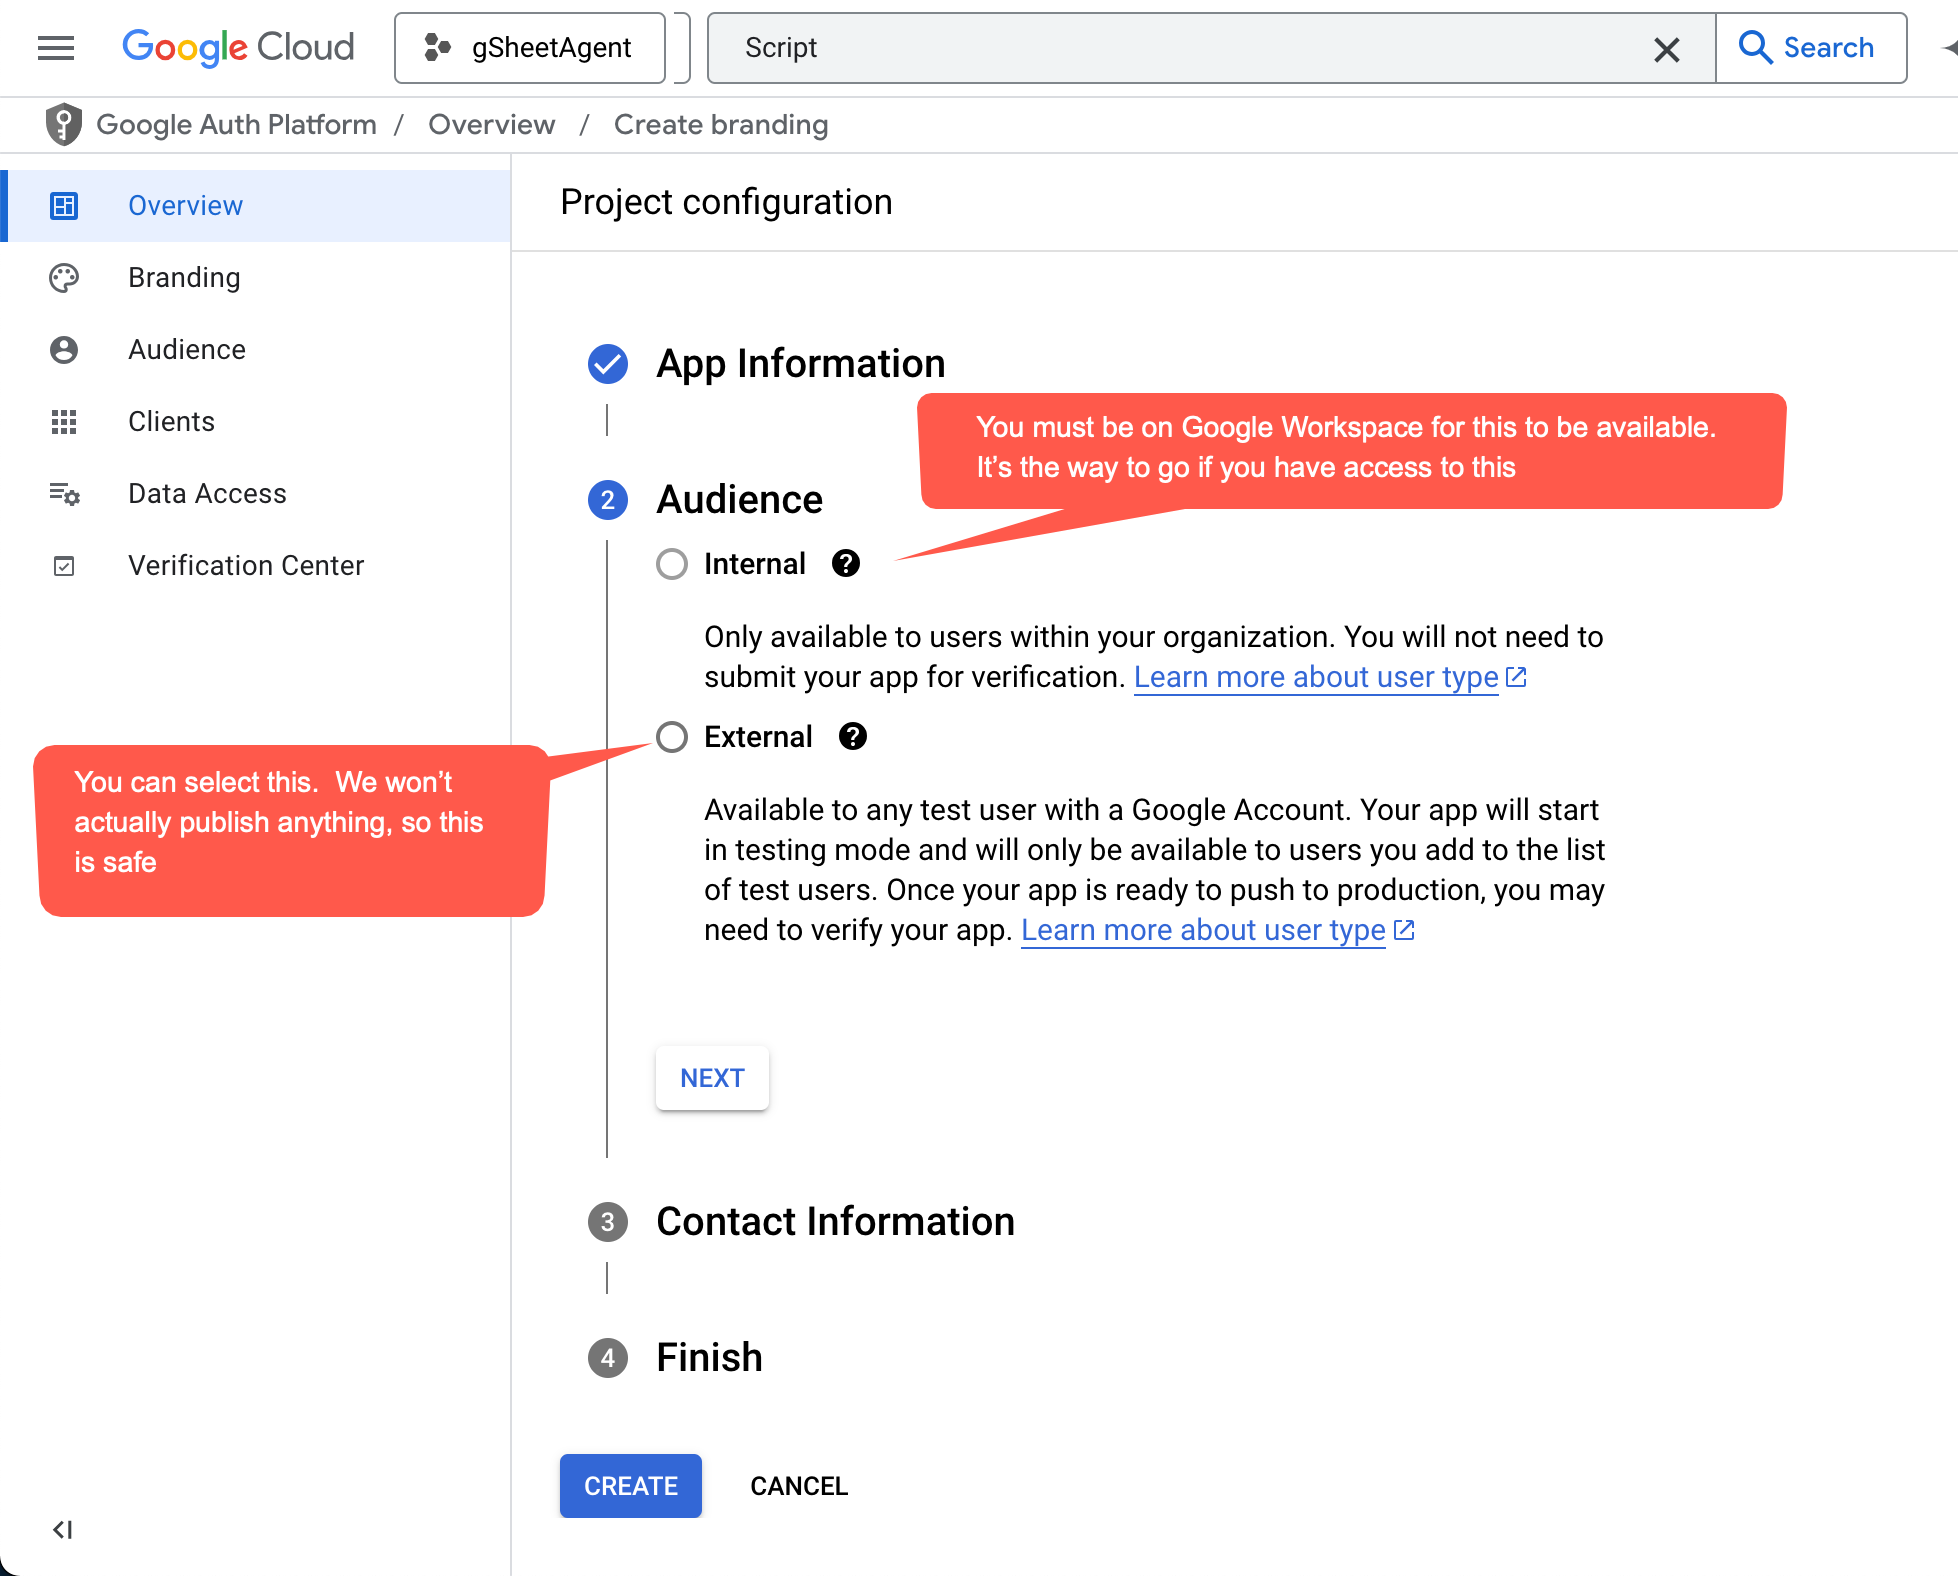 Google Cloud
gSheetAgent
Script
Search
Google Auth Platform / Overview / Create branding
Overview
Branding
Audience
Clients
Data Access
Verification Center
Project configuration
App Information
You must be on Google Workspace for this to be available.
It's the way to go if you have access to this
2 Audience
Internal ?
Only available to users within your organization. You will not need to
submit your app for verification. Learn more about user type
External ?
You can select this.  We won't
actually publish anything, so this
is safe
Available to any test user with a Google Account. Your app will start
in testing mode and will only be available to users you add to the list
of test users. Once your app is ready to push to production, you may
need to verify your app. Learn more about user type
NEXT
3 Contact Information
4 Finish
CREATE
CANCEL